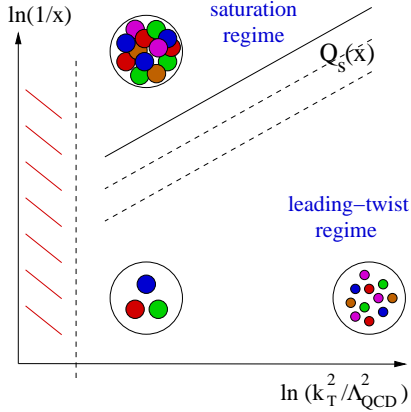 ln(1/x)
saturation
regime
Q_s(x)
leading−twist
regime
ln (k_T^2/Λ_QCD^2)